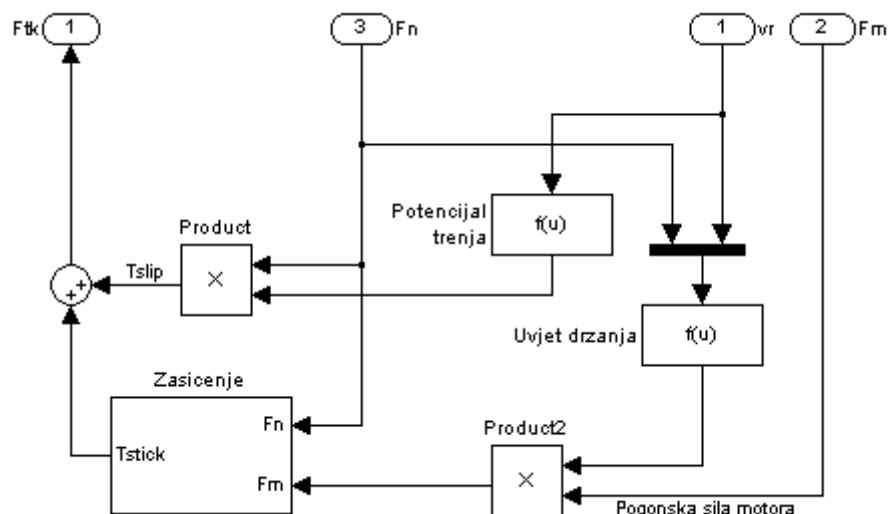 Ftk 1
3 Fn
1 vr
2 Fm
Potencijal
trenja
f(u)
Product
×
Tslip
+
+
Uvjet drzanja
f(u)
Zasicenje
Fn
Tstick
Fm
Product2
×
Pogonska sila motora